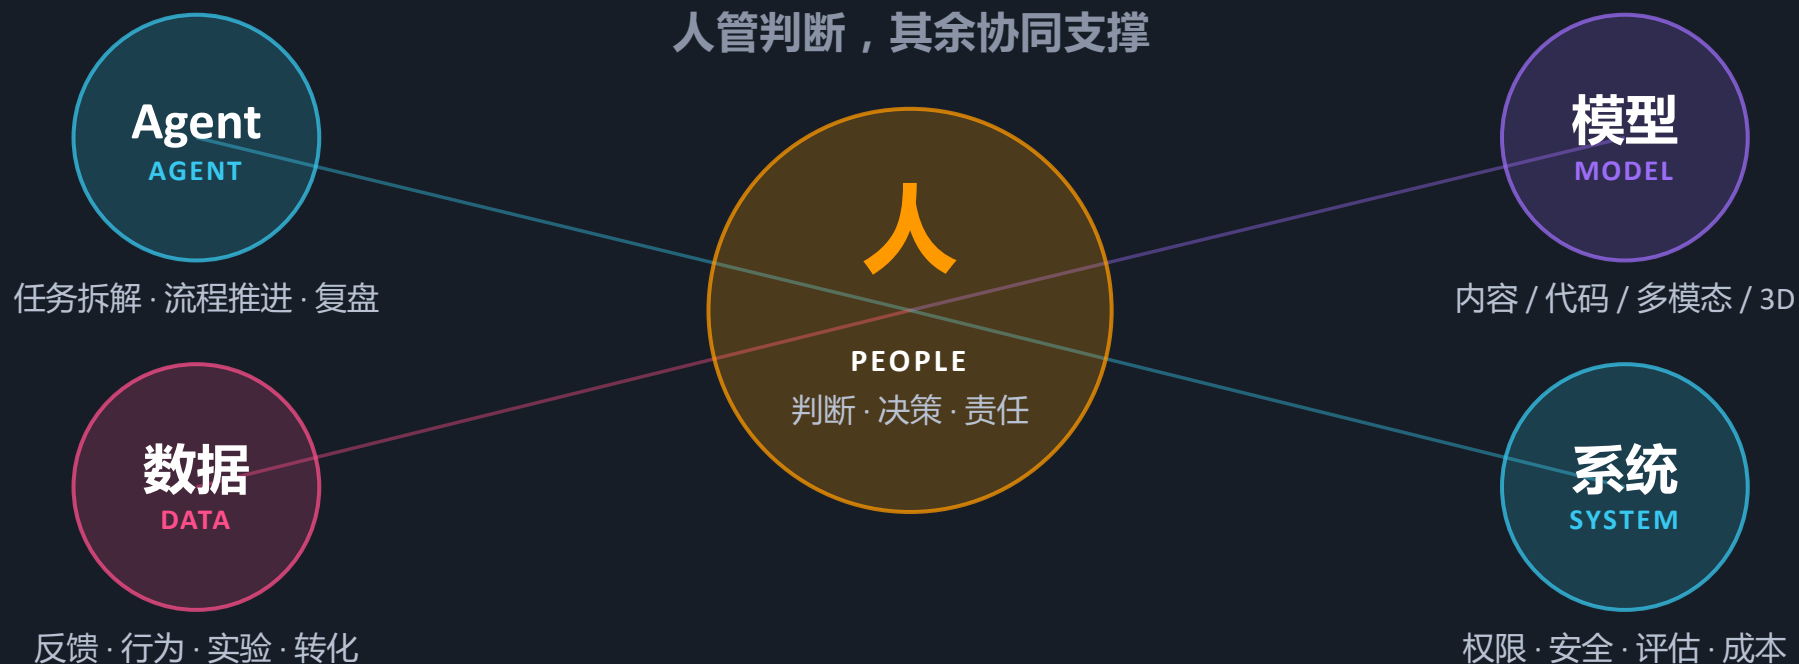 人管判断，其余协同支撑
Agent
AGENT
任务拆解 · 流程推进 · 复盘
模型
MODEL
内容 / 代码 / 多模态 / 3D
人
PEOPLE
判断 · 决策 · 责任
数据
DATA
反馈 · 行为 · 实验 · 转化
系统
SYSTEM
权限 · 安全 · 评估 · 成本